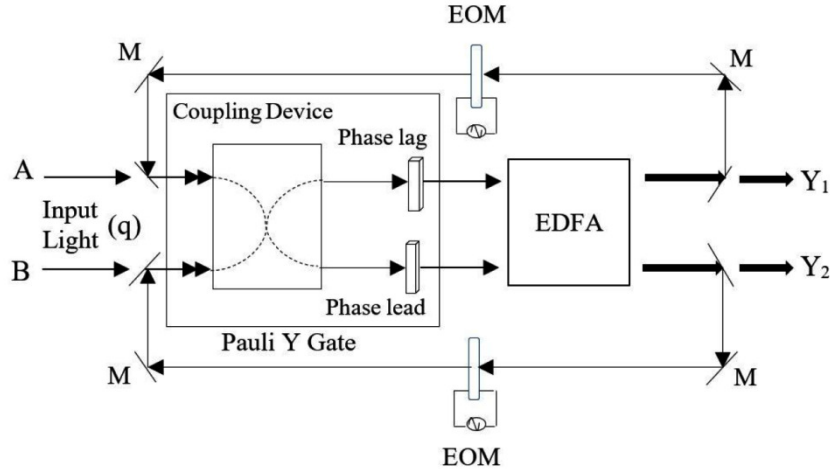 EOM
M
M
Coupling Device
Phase lag
A
Y₁
Input
Light (q)
EDFA
B
Y₂
Phase lead
Pauli Y Gate
M
M
EOM